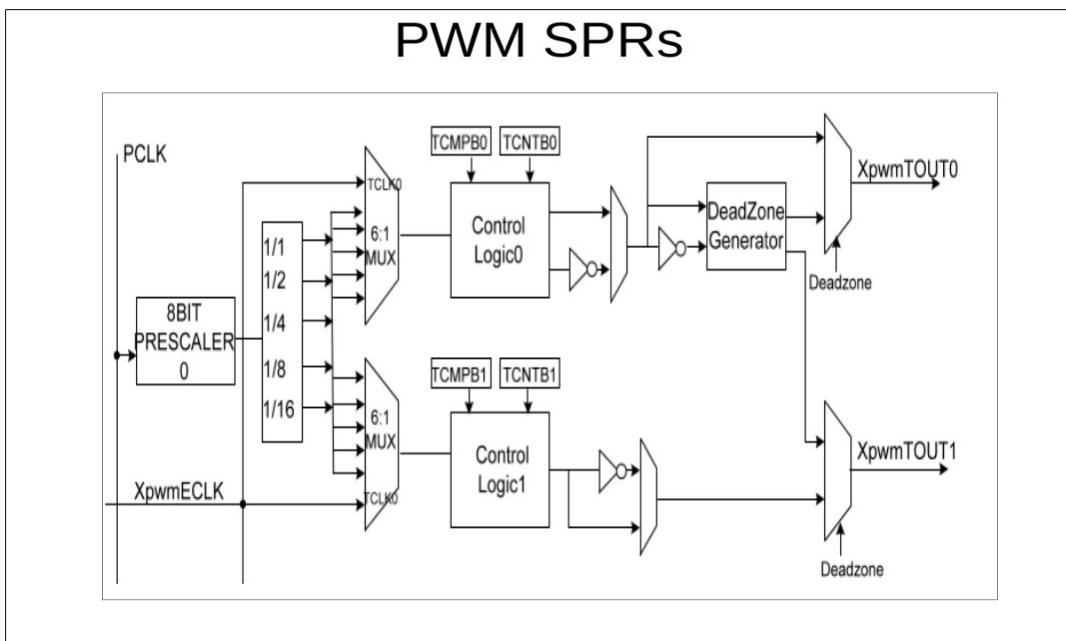 PWM SPRs
PCLK
8BIT
PRESCALER
0
XpwmECLK
1/1
1/2
1/4
1/8
1/16
TCLK0
6:1
MUX
6:1
MUX
TCLK0
TCMPB0
TCNTB0
Control
Logic0
TCMPB1
TCNTB1
Control
Logic1
DeadZone
Generator
XpwmTOUT0
Deadzone
XpwmTOUT1
Deadzone